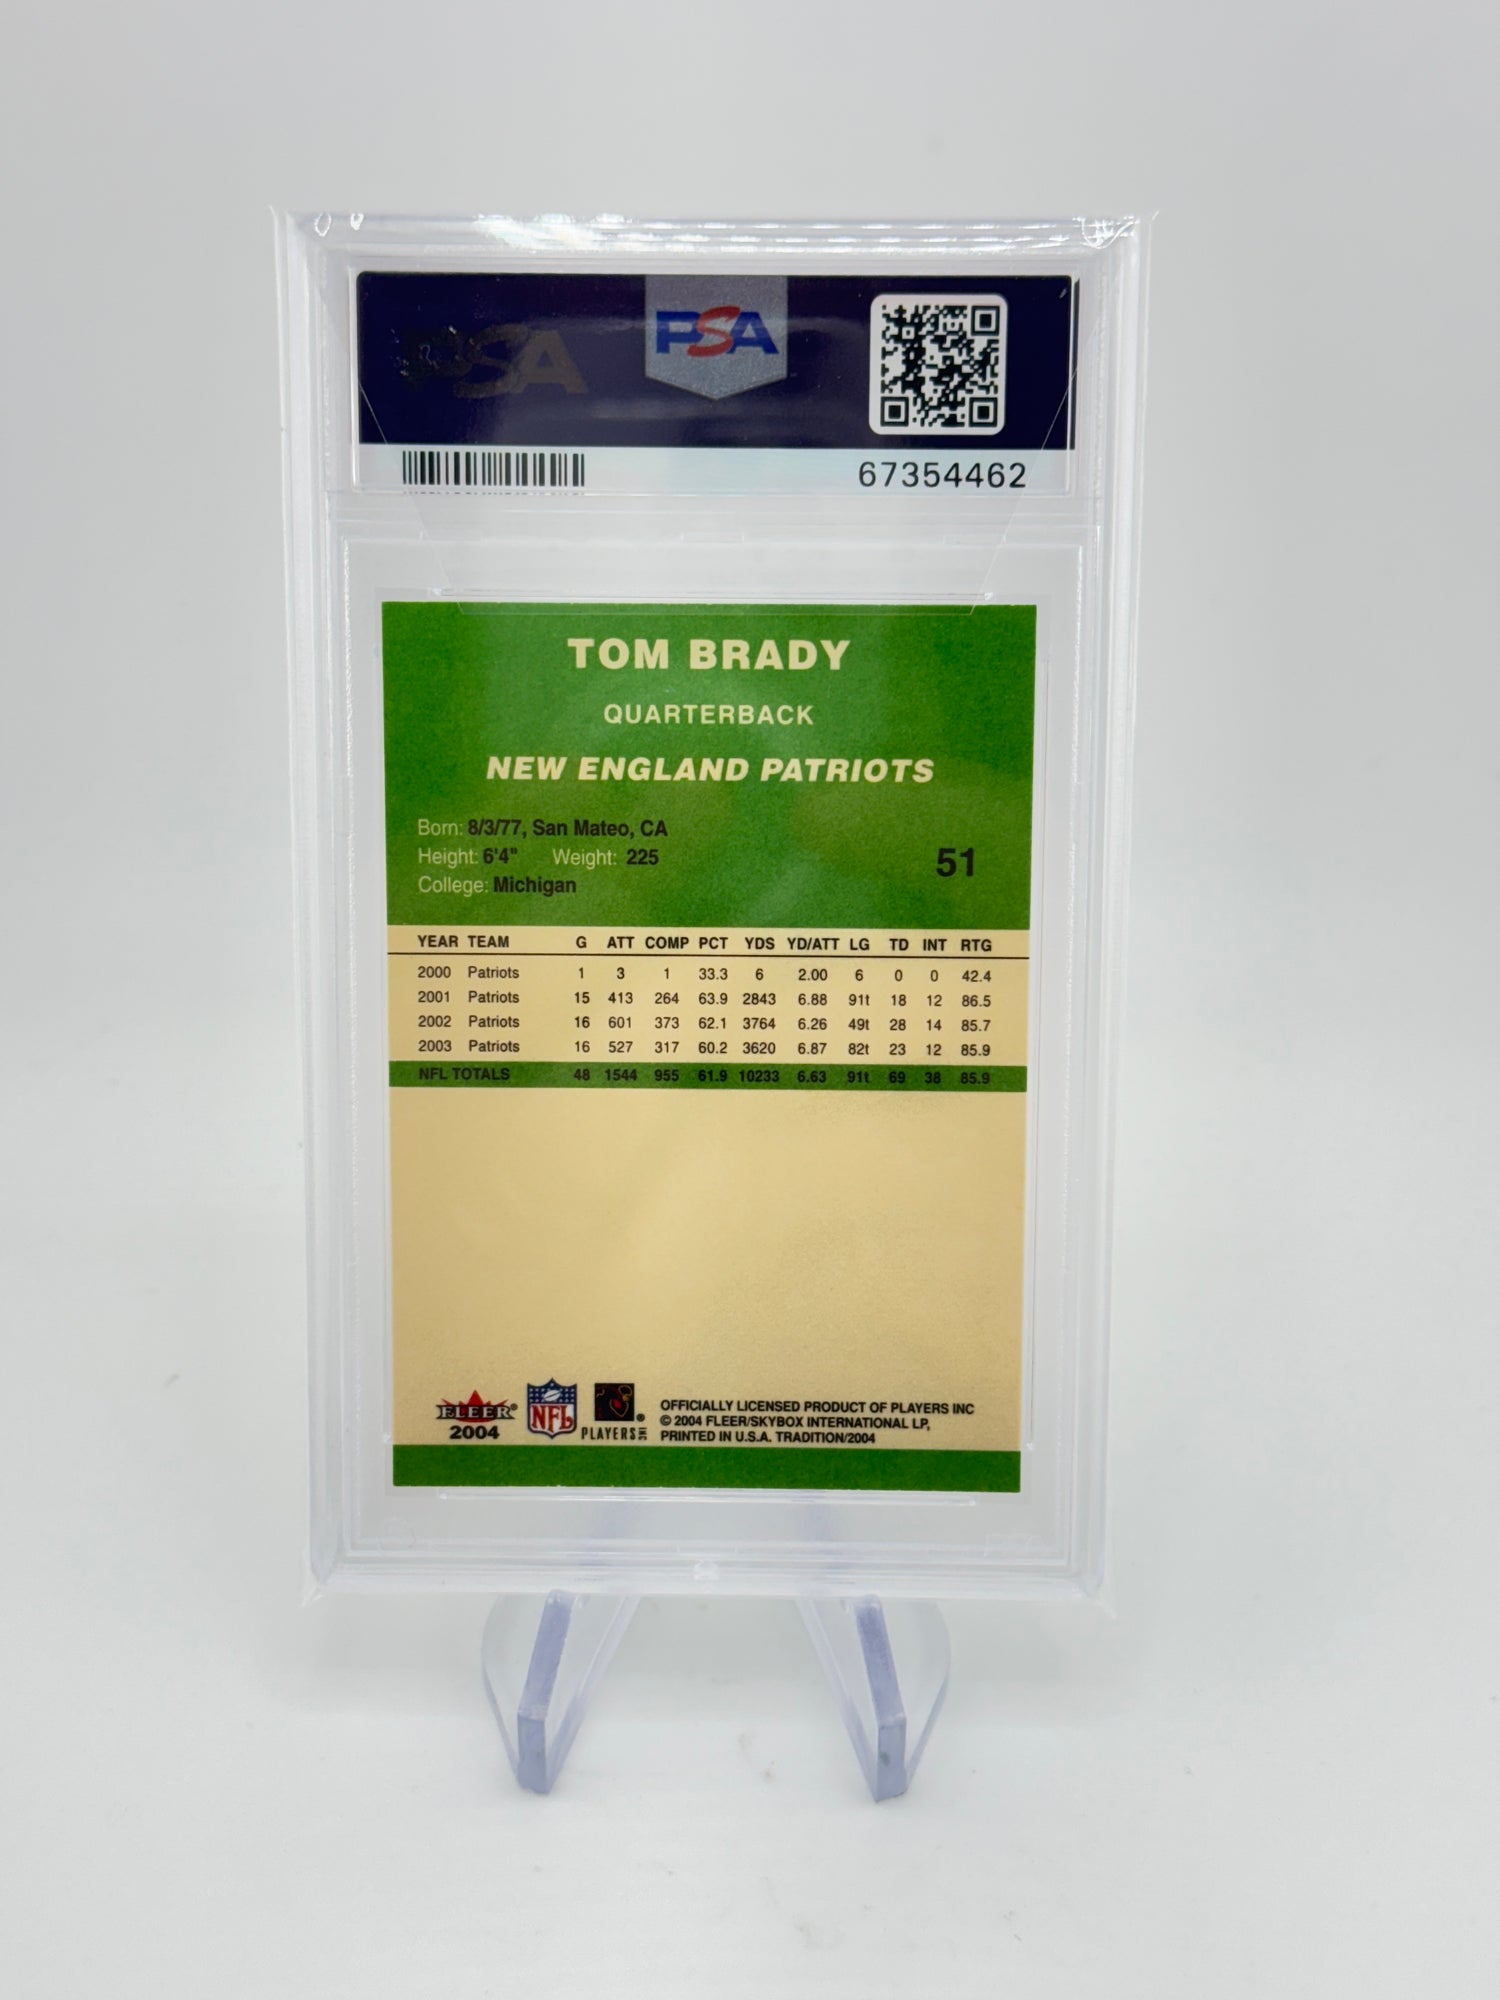 PSA
PSA
67354462
TOM BRADY
QUARTERBACK
NEW ENGLAND PATRIOTS
Born: 8/3/77, San Mateo, CA
Height: 6'4" Weight: 225
College: Michigan
51
YEAR TEAM G ATT COMP PCT YDS YD/ATT LG TD INT RTG
2000 Patriots 1 3 1 33.3 6 2.00 6 0 0 42.4
2001 Patriots 15 413 264 63.9 2843 6.88 91t 18 12 86.5
2002 Patriots 16 601 373 62.1 3764 6.26 49t 28 14 85.7
2003 Patriots 16 527 317 60.2 3620 6.87 82t 23 12 85.9
NFL TOTALS 48 1544 955 61.9 10233 6.63 91t 69 38 85.9
FLEER®
2004
NFL
PLAYERS INC ®
OFFICIALLY LICENSED PRODUCT OF PLAYERS INC
© 2004 FLEER/SKYBOX INTERNATIONAL LP,
PRINTED IN U.S.A. TRADITION/2004